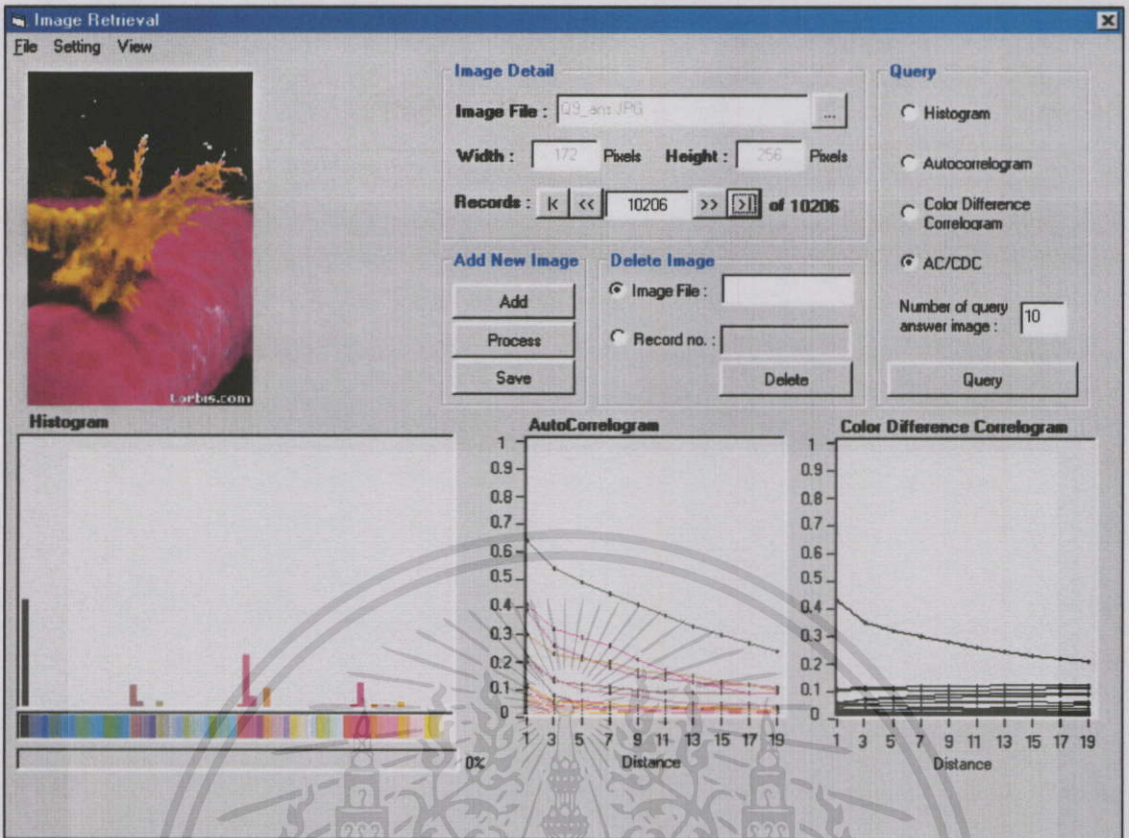 Image Retrieval
File Setting View
Image Detail
Image File : Q9_ans.JPG ...
Width : 172 Pixels Height : 256 Pixels
Records : |< << 10206 >> >| of 10206
Query
Histogram
Autocorrelogram
Color Difference
Correlogram
AC/CDC
Number of query
answer image : 10
Query
Add New Image
Add
Process
Save
Delete Image
Image File :
Record no. :
Delete
corbis.com
Histogram
0%
AutoCorrelogram
1
0.9
0.8
0.7
0.6
0.5
0.4
0.3
0.2
0.1
0
1 3 5 7 9 11 13 15 17 19
Distance
Color Difference Correlogram
1
0.9
0.8
0.7
0.6
0.5
0.4
0.3
0.2
0.1
0
1 3 5 7 9 11 13 15 17 19
Distance